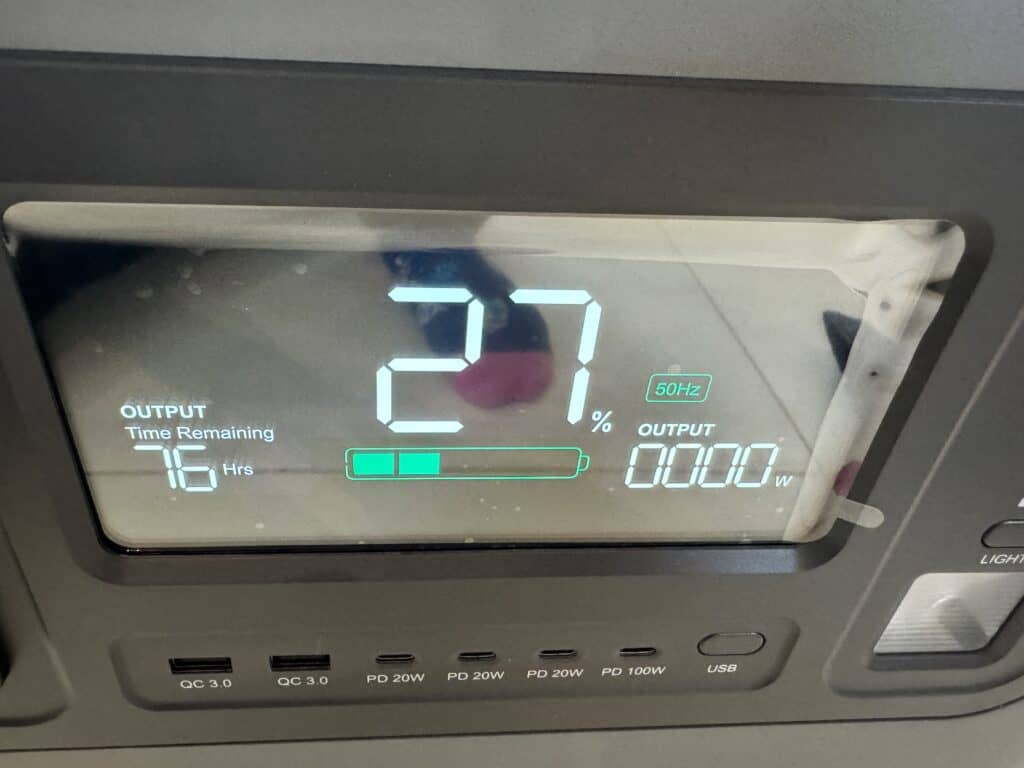 27%
50Hz
OUTPUT
Time Remaining
76 Hrs
OUTPUT
0000W
QC 3.0
QC 3.0
PD 20W
PD 20W
PD 20W
PD 100W
USB
LIGHT